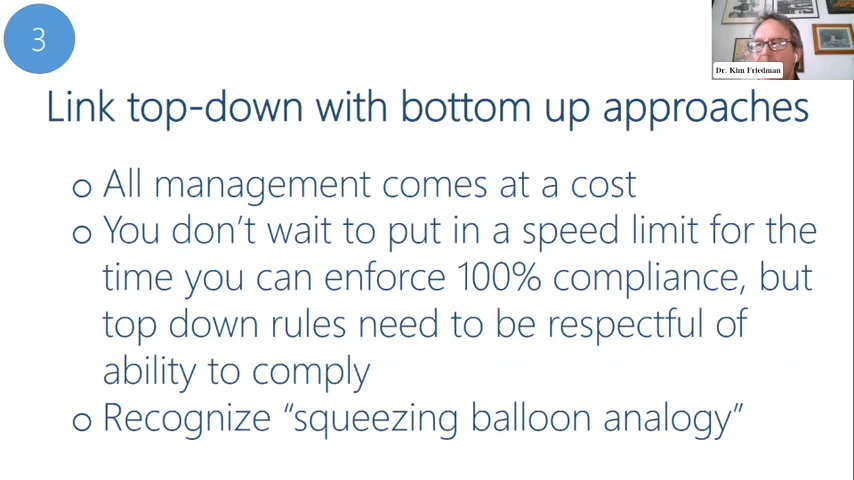 3
Dr. Kim Friedman
Link top-down with bottom up approaches
o All management comes at a cost
o You don’t wait to put in a speed limit for the
time you can enforce 100% compliance, but
top down rules need to be respectful of
ability to comply
o Recognize “squeezing balloon analogy”